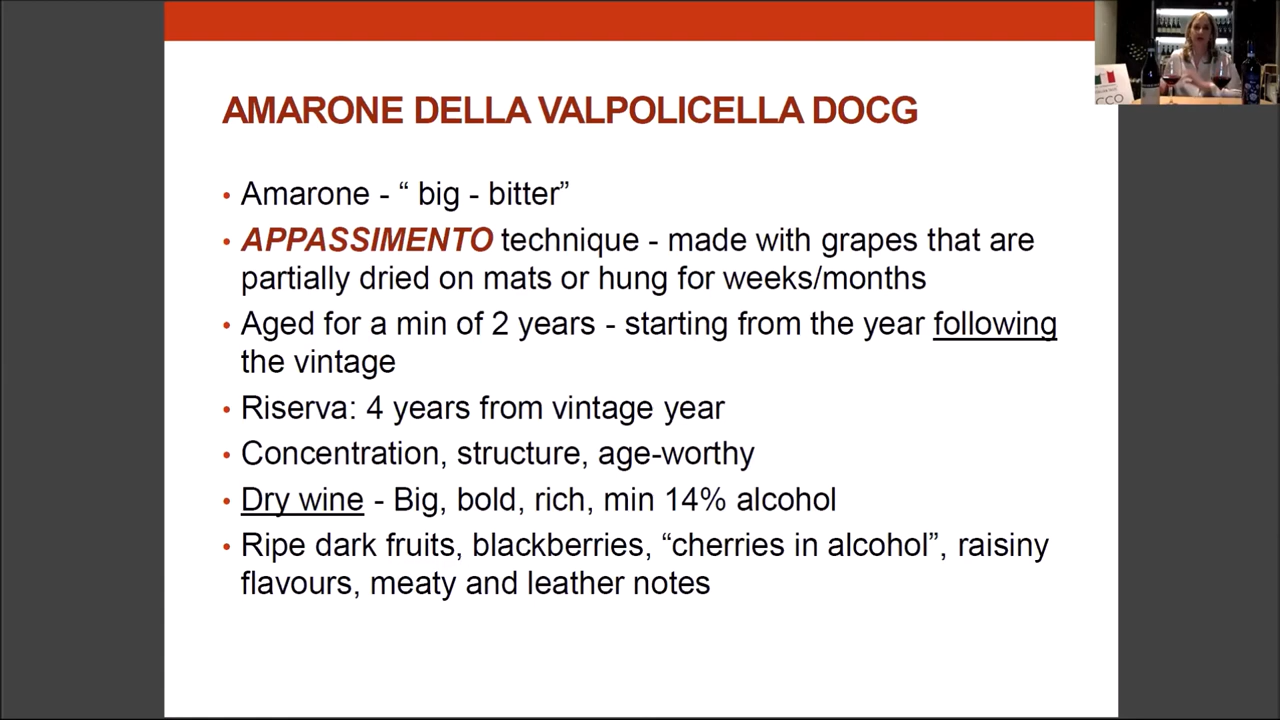 AMARONE DELLA VALPOLICELLA DOCG
• Amarone - “ big - bitter”
• APPASSIMENTO technique - made with grapes that are
partially dried on mats or hung for weeks/months
• Aged for a min of 2 years - starting from the year following
the vintage
• Riserva: 4 years from vintage year
• Concentration, structure, age-worthy
• Dry wine - Big, bold, rich, min 14% alcohol
• Ripe dark fruits, blackberries, “cherries in alcohol”, raisiny
flavours, meaty and leather notes